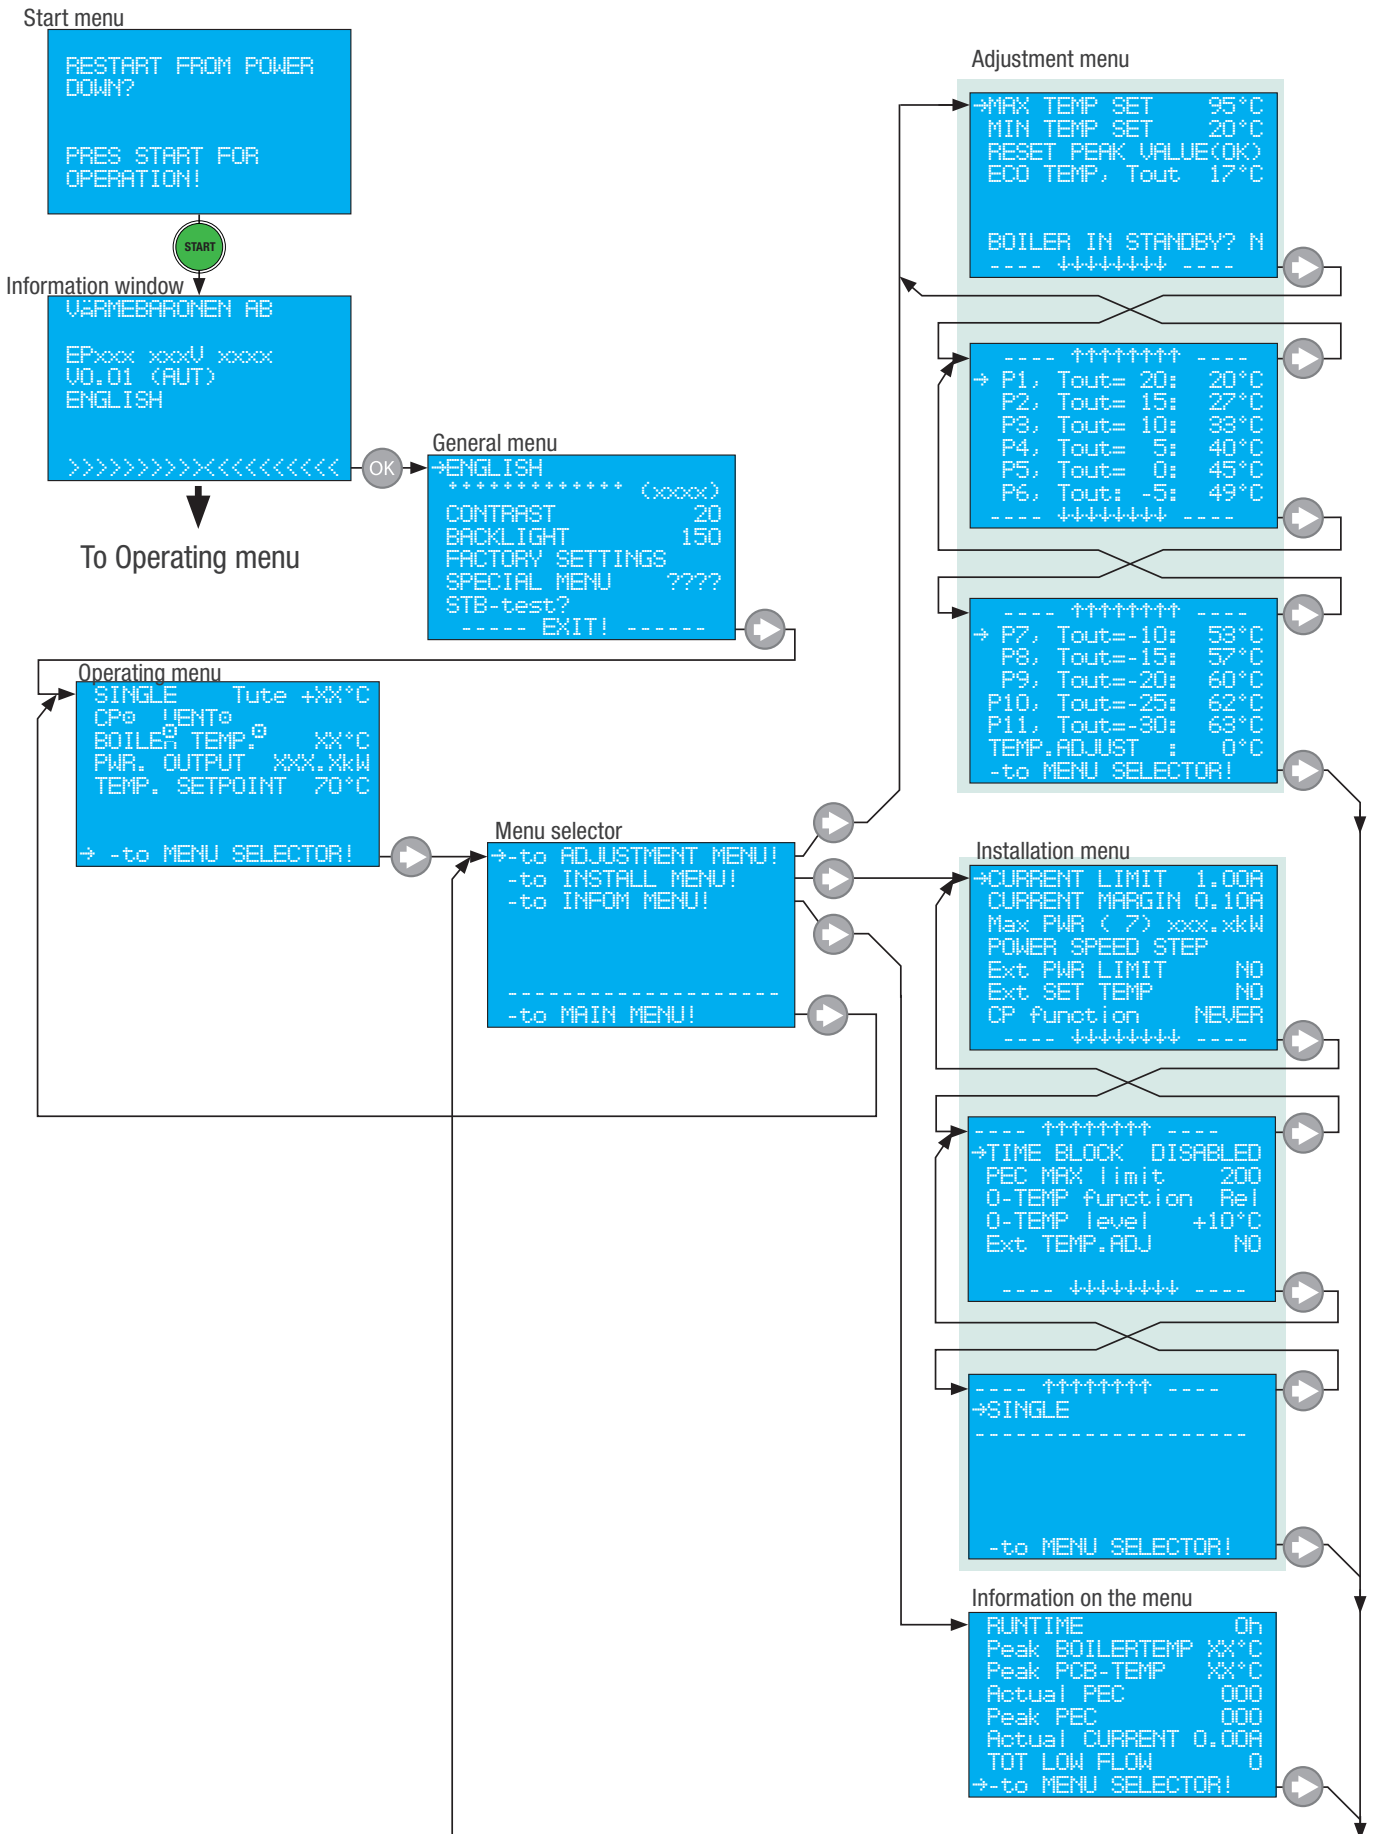 Start menu
RESTART FROM POWER
DOWN?
PRES START FOR
OPERATION!
START
Information window
VÄRMEBARONEN AB
EPxxx xxxV xxxx
V0.01 (AUT)
ENGLISH
>>>>>>>>>><<<<<<<<<<
OK
To Operating menu
General menu
→ENGLISH
************* (xxxx)
CONTRAST 20
BACKLIGHT 150
FACTORY SETTINGS
SPECIAL MENU ????
STB-test?
----- EXIT! ------
Operating menu
SINGLE Tute +XX°C
CP⊙ VENT⊙
BOILER TEMP. XX°C
PWR. OUTPUT XXX.XkW
TEMP. SETPOINT 70°C
→ -to MENU SELECTOR!
Menu selector
→-to ADJUSTMENT MENU!
-to INSTALL MENU!
-to INFOM MENU!
--------------------
-to MAIN MENU!
Adjustment menu
→MAX TEMP SET 95°C
MIN TEMP SET 20°C
RESET PEAK VALUE(OK)
ECO TEMP, Tout 17°C
BOILER IN STANDBY? N
---- ↓↓↓↓↓↓↓↓ ----
---- ↑↑↑↑↑↑↑↑ ----
→ P1, Tout= 20: 20°C
P2, Tout= 15: 27°C
P3, Tout= 10: 33°C
P4, Tout= 5: 40°C
P5, Tout= 0: 45°C
P6, Tout: -5: 49°C
---- ↓↓↓↓↓↓↓↓ ----
---- ↑↑↑↑↑↑↑↑ ----
→ P7, Tout=-10: 53°C
P8, Tout=-15: 57°C
P9, Tout=-20: 60°C
P10, Tout=-25: 62°C
P11, Tout=-30: 63°C
TEMP.ADJUST : 0°C
-to MENU SELECTOR!
Installation menu
→CURRENT LIMIT 1.00A
CURRENT MARGIN 0.10A
Max PWR ( 7) xxx.xkW
POWER SPEED STEP
Ext PWR LIMIT NO
Ext SET TEMP NO
CP function NEVER
---- ↓↓↓↓↓↓↓↓ ----
---- ↑↑↑↑↑↑↑↑ ----
→TIME BLOCK DISABLED
PEC MAX limit 200
O-TEMP function Rel
O-TEMP level +10°C
Ext TEMP.ADJ NO
---- ↓↓↓↓↓↓↓↓ ----
---- ↑↑↑↑↑↑↑↑ ----
→SINGLE
--------------------
-to MENU SELECTOR!
Information on the menu
RUNTIME 0h
Peak BOILERTEMP XX°C
Peak PCB-TEMP XX°C
Actual PEC 000
Peak PEC 000
Actual CURRENT 0.00A
TOT LOW FLOW 0
→-to MENU SELECTOR!